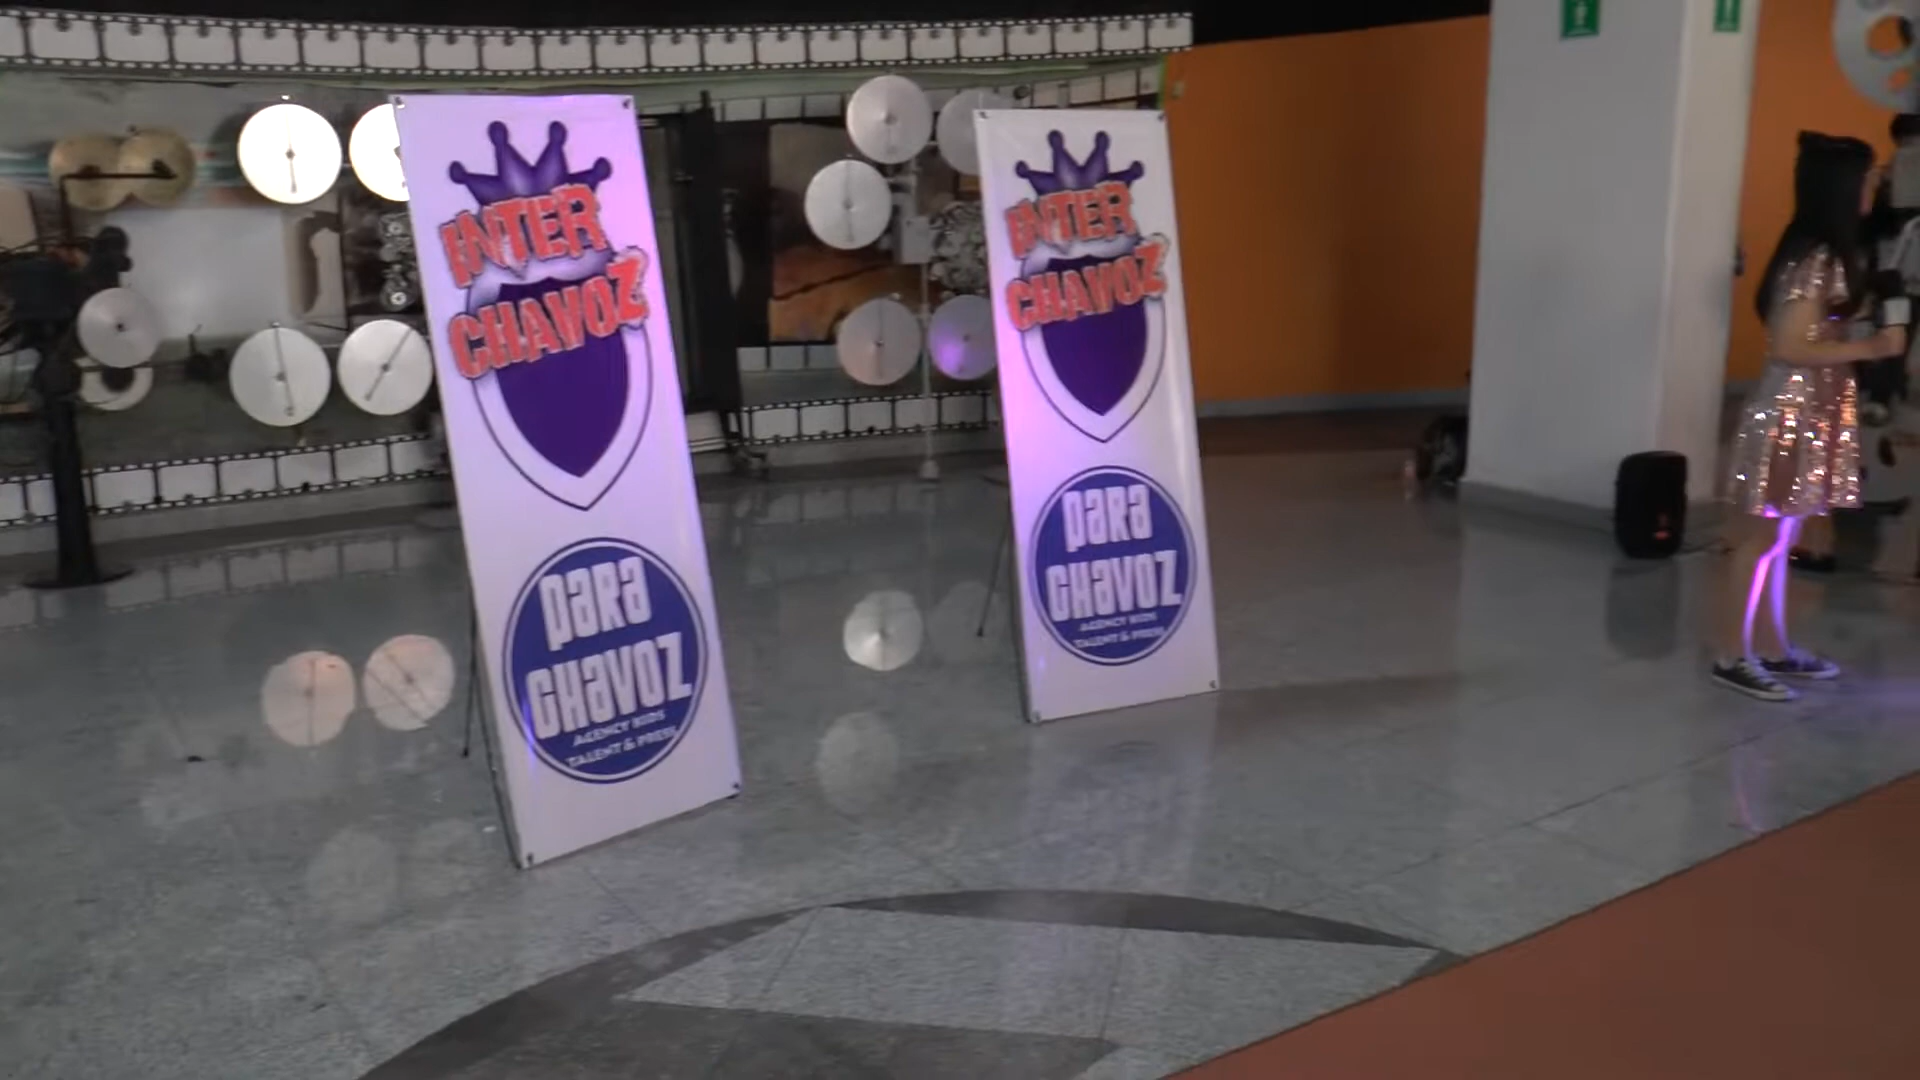 INTER
CHAVOZ
para
CHavoz
AGENCY KIDS
TALENT & PRESS
INTER
CHAVOZ
para
CHavoz
AGENCY KIDS
TALENT & PRESS